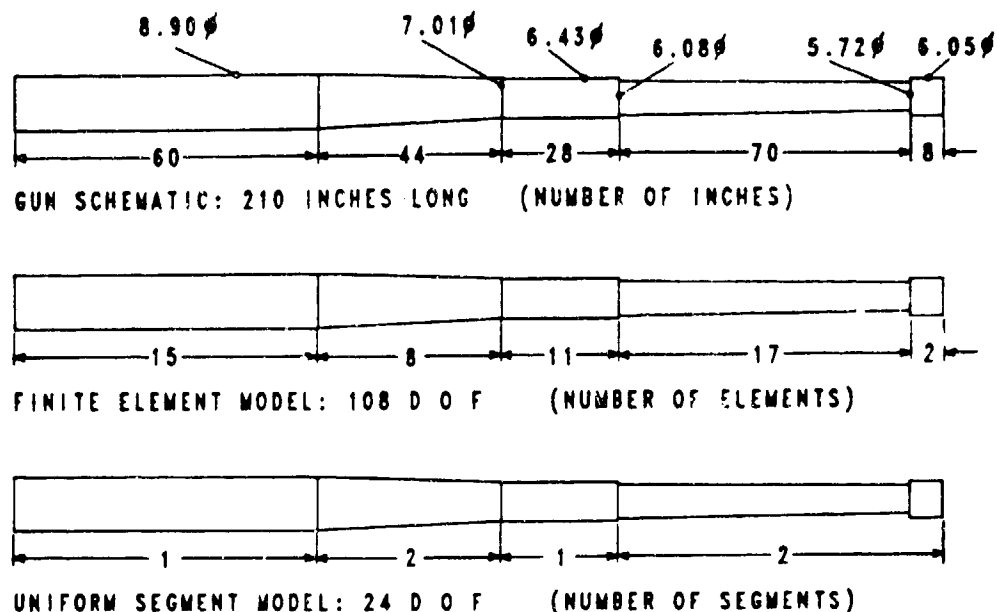 8.90ø 7.01ø 6.43ø 6.08ø 5.72ø 6.05ø
60 44 28 70 8
GUN SCHEMATIC: 210 INCHES LONG (NUMBER OF INCHES)
15 8 11 17 2
FINITE ELEMENT MODEL: 108 D O F (NUMBER OF ELEMENTS)
1 2 1 2
UNIFORM SEGMENT MODEL: 24 D O F (NUMBER OF SEGMENTS)